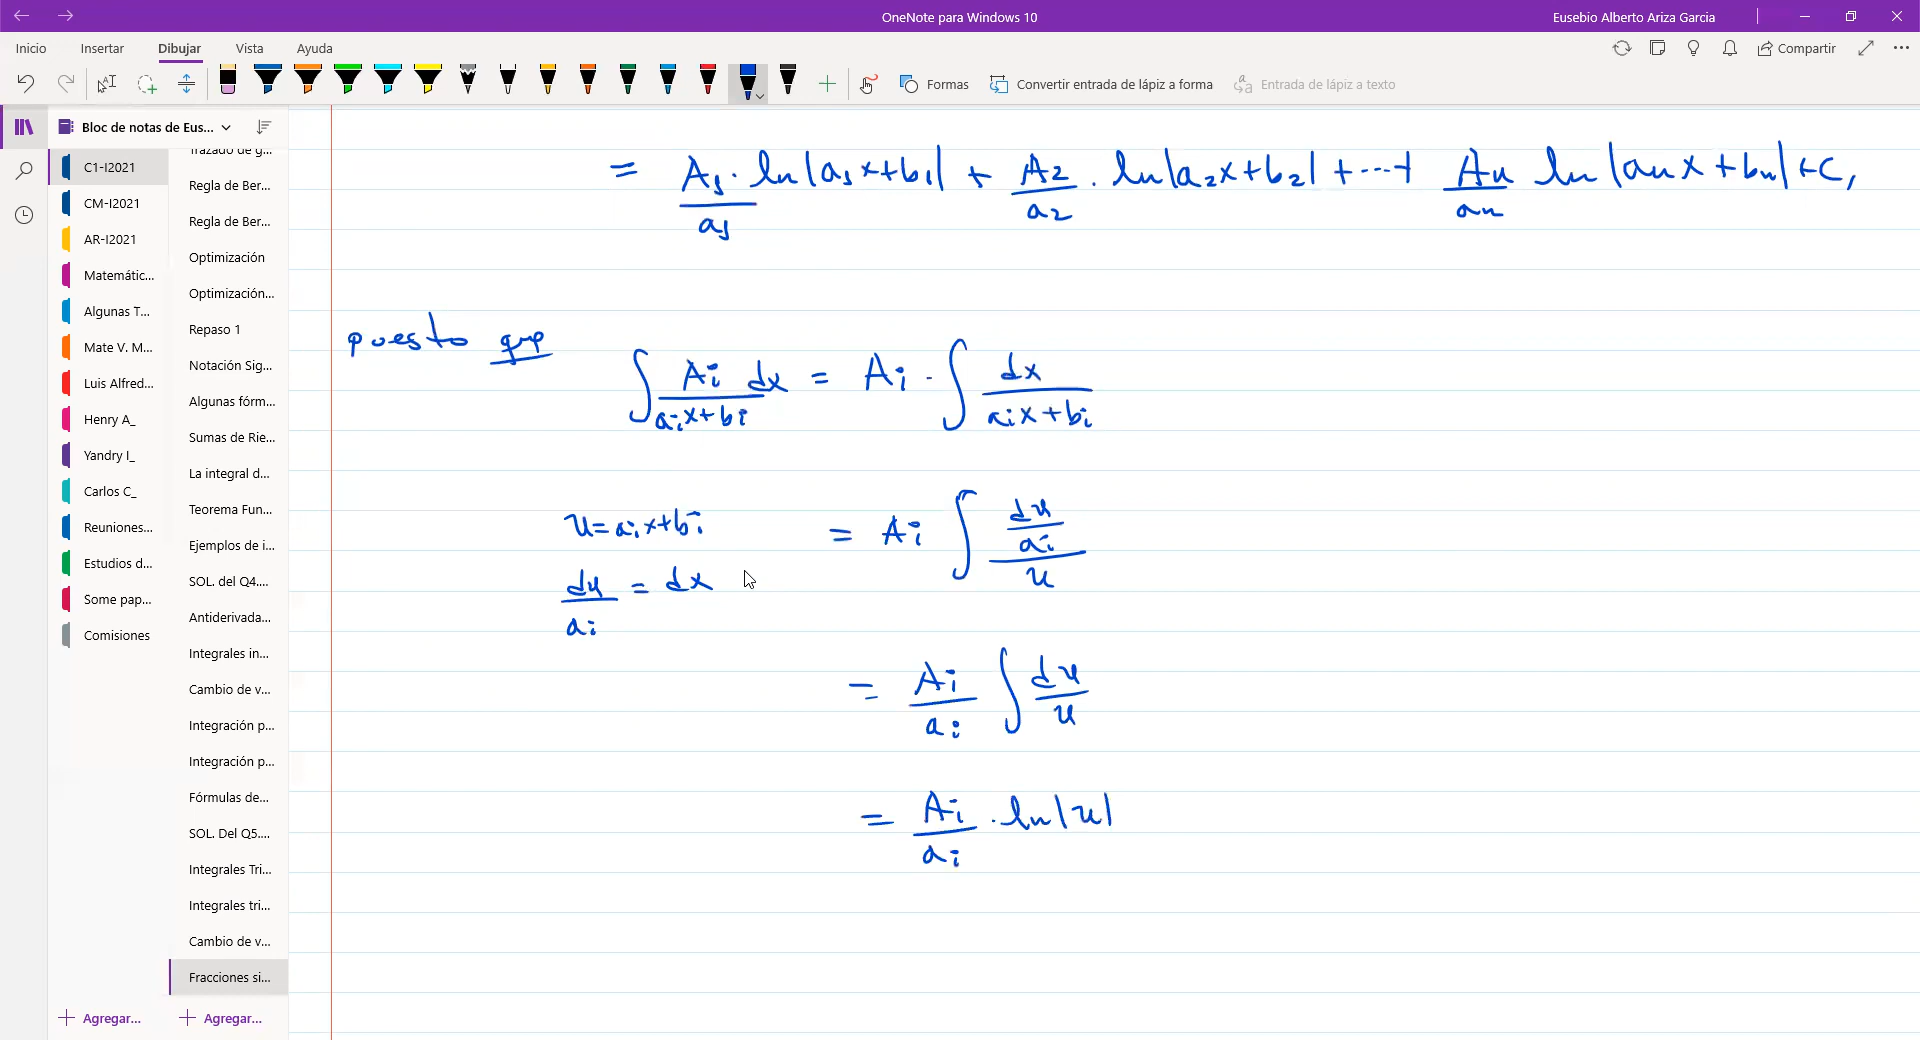 OneNote para Windows 10
Eusebio Alberto Ariza Garcia
Inicio Insertar Dibujar Vista Ayuda
Compartir
Formas Convertir entrada de lápiz a forma Entrada de lápiz a texto
Bloc de notas de Eus...
C1-I2021
CM-I2021
AR-I2021
Matemátic...
Algunas T...
Mate V. M...
Luis Alfred...
Henry A_
Yandry I_
Carlos C_
Reuniones...
Estudios d...
Some pap...
Comisiones
Agregar...
Trazado de g...
Regla de Ber...
Regla de Ber...
Optimización
Optimización...
Repaso 1
Notación Sig...
Algunas fórm...
Sumas de Rie...
La integral d...
Teorema Fun...
Ejemplos de i...
SOL. del Q4....
Antiderivada...
Integrales in...
Cambio de v...
Integración p...
Integración p...
Fórmulas de...
SOL. Del Q5....
Integrales Tri...
Integrales tri...
Cambio de v...
Fracciones si...
Agregar...
= A₁/a₁ · ln|a₁x+b₁| + A₂/a₂ · ln|a₂x+b₂| + ···+ Aₙ/aₙ ln|aₙx+bₙ|+C,
puesto que
∫ Aᵢ dx/(aᵢx+bᵢ) = Aᵢ · ∫ dx/(aᵢx+bᵢ)
u=aᵢx+bᵢ = Aᵢ ∫ (du/aᵢ)/u
du/aᵢ = dx
= Aᵢ/aᵢ ∫ du/u
= Aᵢ/aᵢ · ln|u|